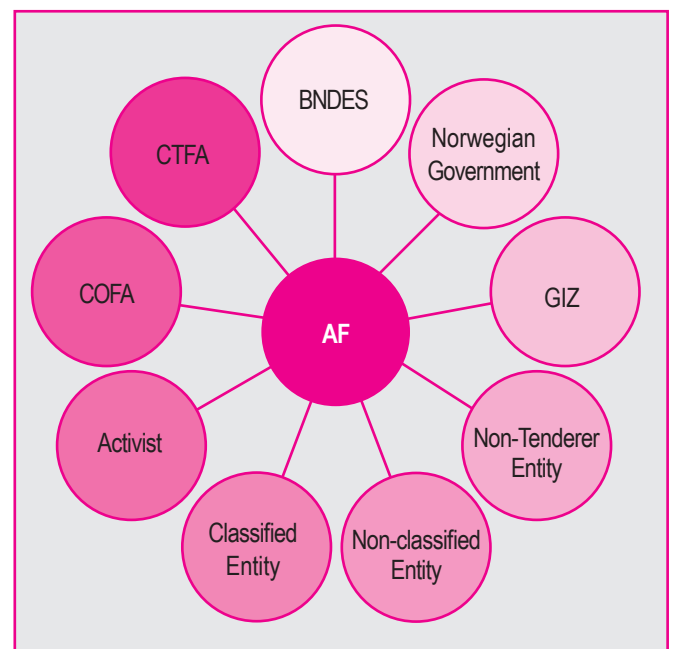 BNDES
Norwegian
Government
GIZ
Non-Tenderer
Entity
Non-classified
Entity
Classified
Entity
Activist
COFA
CTFA
AF